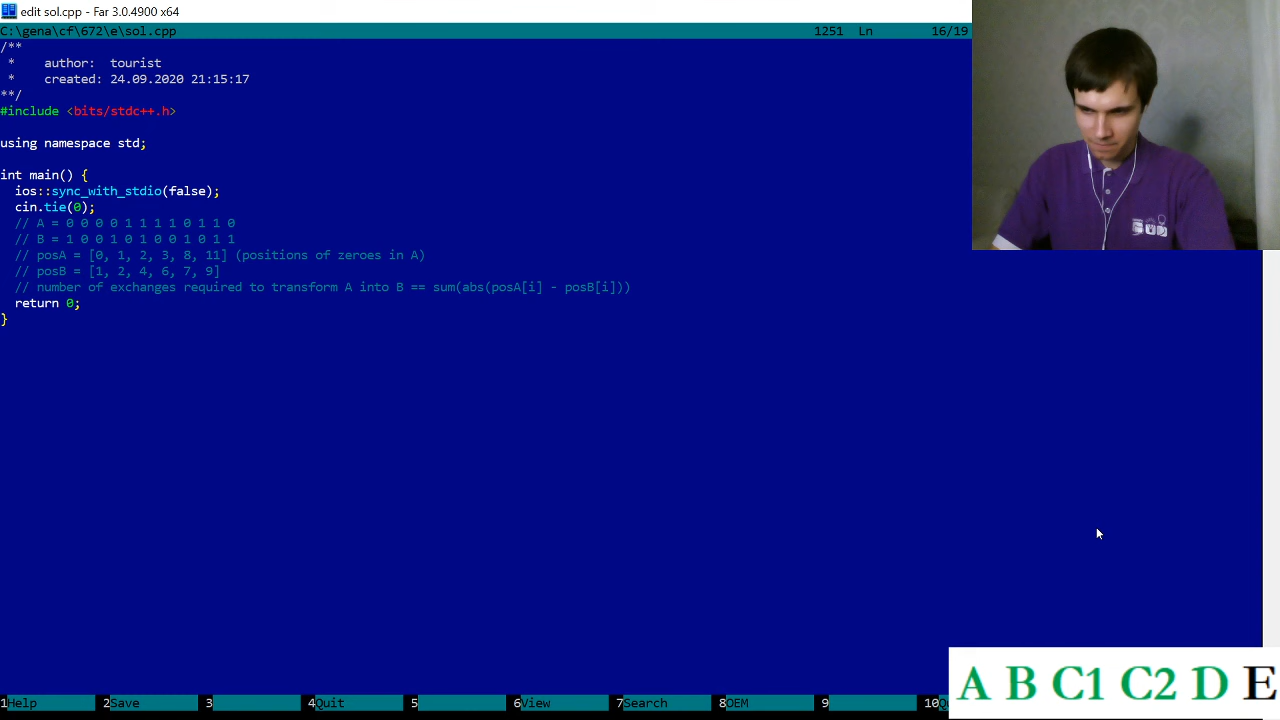 edit sol.cpp - Far 3.0.4900 x64
C:\gena\cf\672\e\sol.cpp 1251 Ln 16/19
/**
 *    author:  tourist
 *    created: 24.09.2020 21:15:17
**/
#include <bits/stdc++.h>
using namespace std;
int main() {
  ios::sync_with_stdio(false);
  cin.tie(0);
  // A = 0 0 0 0 1 1 1 1 0 1 1 0
  // B = 1 0 0 1 0 1 0 0 1 0 1 1
  // posA = [0, 1, 2, 3, 8, 11] (positions of zeroes in A)
  // posB = [1, 2, 4, 6, 7, 9]
  // number of exchanges required to transform A into B == sum(abs(posA[i] - posB[i]))
  return 0;
}
A B C1 C2 D E
1Help 2Save 3 4Quit 5 6View 7Search 8OEM 9 10